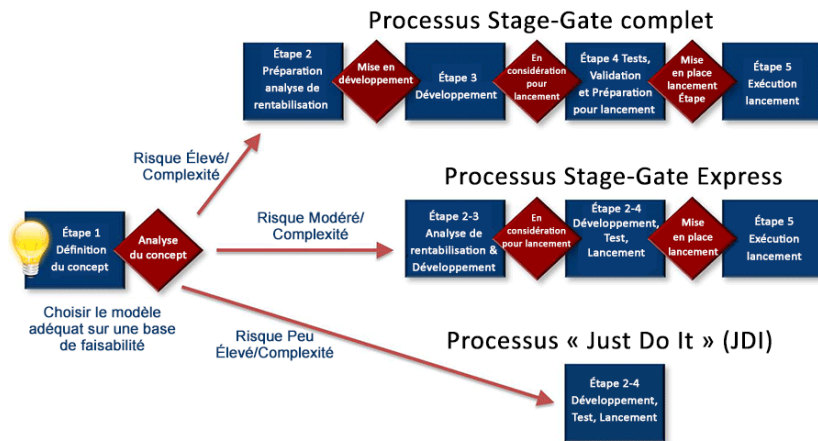 Processus Stage-Gate complet
Étape 2
Préparation
analyse de
rentabilisation
Mise en
développement
Étape 3
Développement
En
considération
pour
lancement
Étape 4 Tests,
Validation
et Préparation
pour lancement
Mise
en place
lancement
Étape
Étape 5
Exécution
lancement
Risque Élevé/
Complexité
Processus Stage-Gate Express
Étape 1
Définition
du concept
Analyse
du concept
Risque Modéré/
Complexité
Étape 2-3
Analyse de
rentabilisation &
Développement
En
considération
pour lancement
Étape 2-4
Développement,
Test,
Lancement
Mise
en place
lancement
Étape 5
Exécution
lancement
Choisir le modèle
adéquat sur une base
de faisabilité
Risque Peu
Élevé/Complexité
Processus « Just Do It » (JDI)
Étape 2-4
Développement,
Test, Lancement